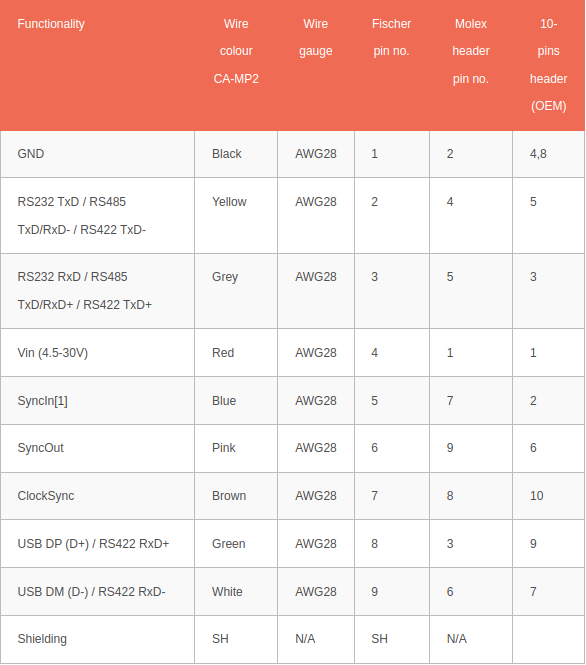 Functionality Wire colour CA-MP2 Wire gauge Fischer pin no. Molex header pin no. 10-pins header (OEM)
GND Black AWG28 1 2 4,8
RS232 TxD / RS485 Yellow AWG28 2 4 5
TxD/RxD- / RS422 TxD-
RS232 RxD / RS485 Grey AWG28 3 5 3
TxD/RxD+ / RS422 TxD+
Vin (4.5-30V) Red AWG28 4 1 1
SyncIn[1] Blue AWG28 5 7 2
SyncOut Pink AWG28 6 9 6
ClockSync Brown AWG28 7 8 10
USB DP (D+) / RS422 RxD+ Green AWG28 8 3 9
USB DM (D-) / RS422 RxD- White AWG28 9 6 7
Shielding SH N/A SH N/A